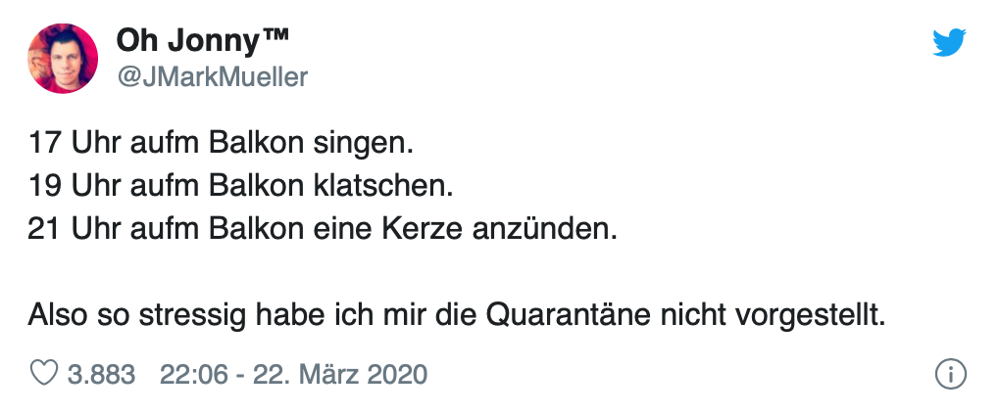 Oh Jonny™
@JMarkMueller
17 Uhr aufm Balkon singen.
19 Uhr aufm Balkon klatschen.
21 Uhr aufm Balkon eine Kerze anzünden.
Also so stressig habe ich mir die Quarantäne nicht vorgestellt.
3.883 22:06 - 22. März 2020